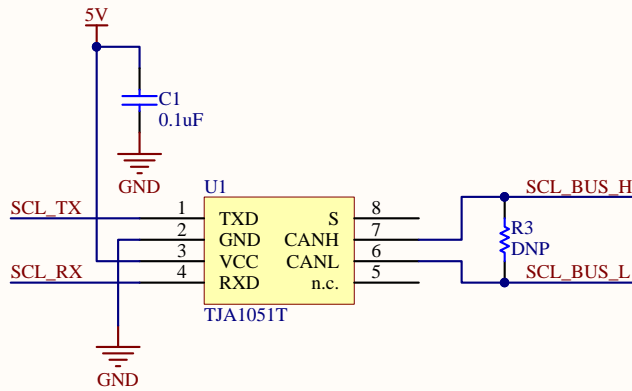 5V
C1
0.1uF
GND
U1
SCL_TX
SCL_BUS_H
1 TXD S 8
2 GND CANH 7
3 VCC CANL 6
4 RXD n.c. 5
R3
DNP
SCL_RX
SCL_BUS_L
TJA1051T
GND